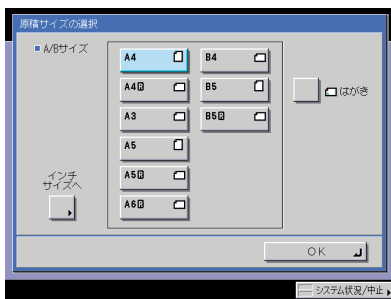 原稿サイズの選択
A/Bサイズ
A4
B4
A4R
B5
はがき
A3
B5R
A5
A5R
A6R
インチ
サイズへ
OK
システム状況/中止